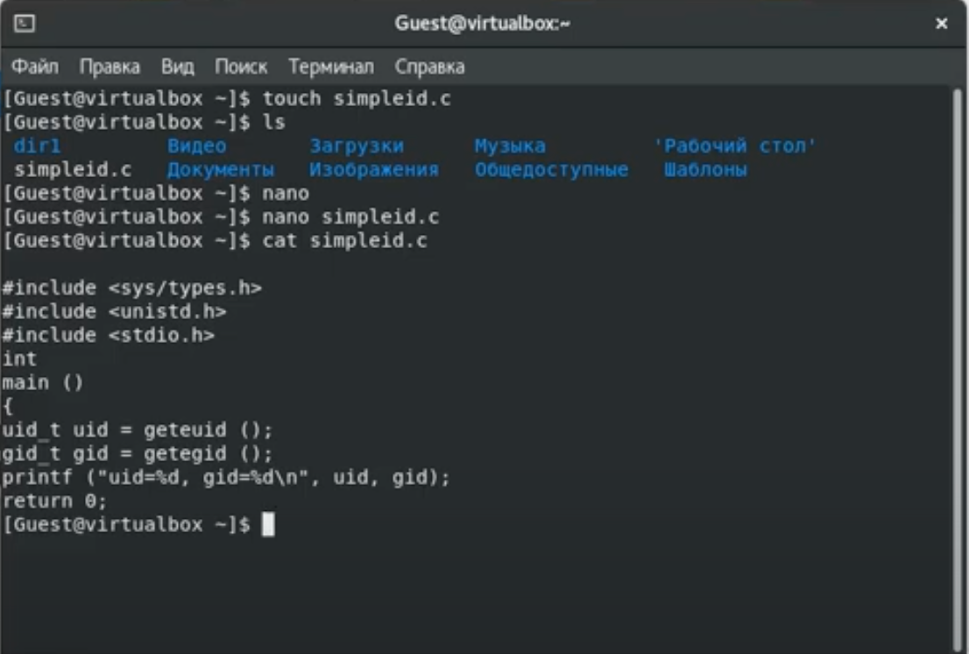 Guest@virtualbox:~
Файл Правка Вид Поиск Терминал Справка
[Guest@virtualbox ~]$ touch simpleid.c
[Guest@virtualbox ~]$ ls
dir1 Видео Загрузки Музыка 'Рабочий стол'
simpleid.c Документы Изображения Общедоступные Шаблоны
[Guest@virtualbox ~]$ nano
[Guest@virtualbox ~]$ nano simpleid.c
[Guest@virtualbox ~]$ cat simpleid.c
#include <sys/types.h>
#include <unistd.h>
#include <stdio.h>
int
main ()
{
uid_t uid = geteuid ();
gid_t gid = getegid ();
printf ("uid=%d, gid=%d\n", uid, gid);
return 0;
[Guest@virtualbox ~]$